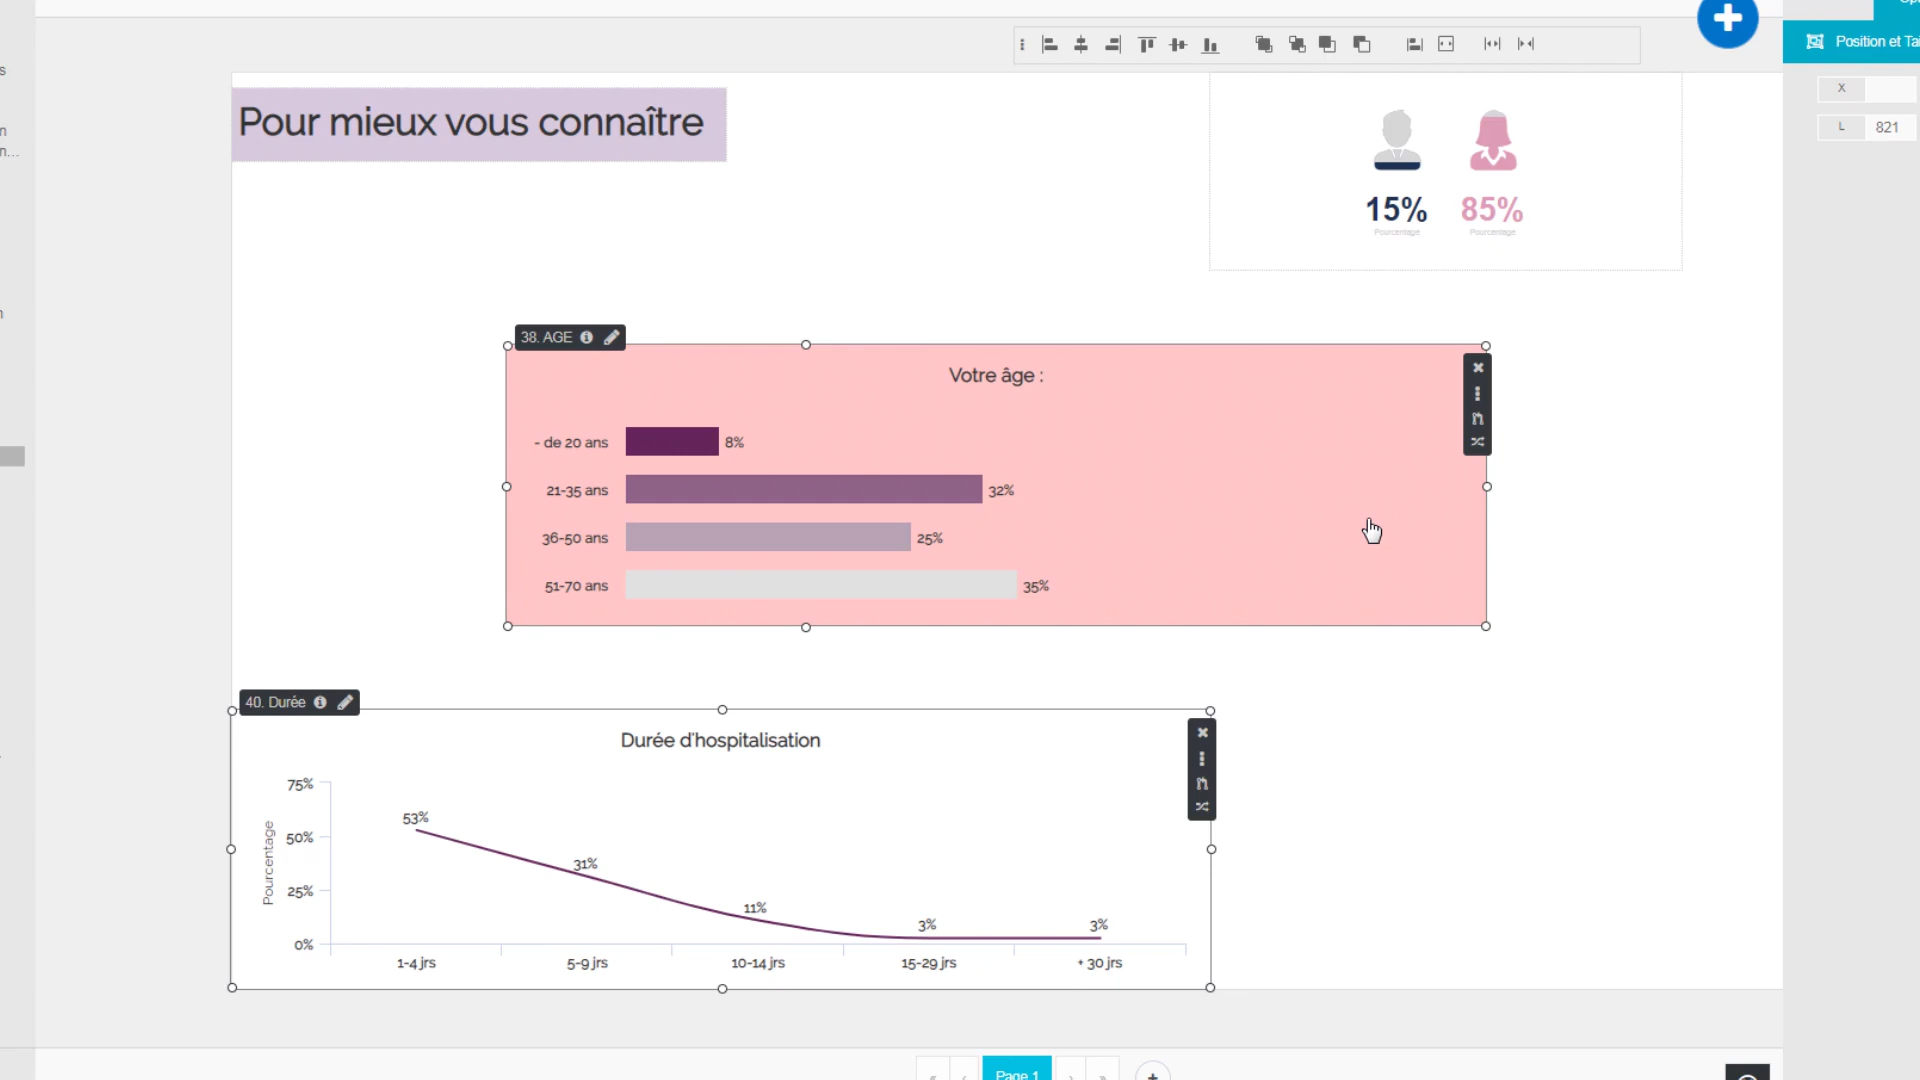 Position et Tai
X
L 821
Pour mieux vous connaître
15% 85%
Pourcentage Pourcentage
38. AGE
Votre âge :
- de 20 ans 8%
21-35 ans 32%
36-50 ans 25%
51-70 ans 35%
40. Durée
Durée d'hospitalisation
Pourcentage
75%
50%
25%
0%
53%
31%
11%
3%
3%
1-4 jrs
5-9 jrs
10-14 jrs
15-29 jrs
+ 30 jrs
Page 1